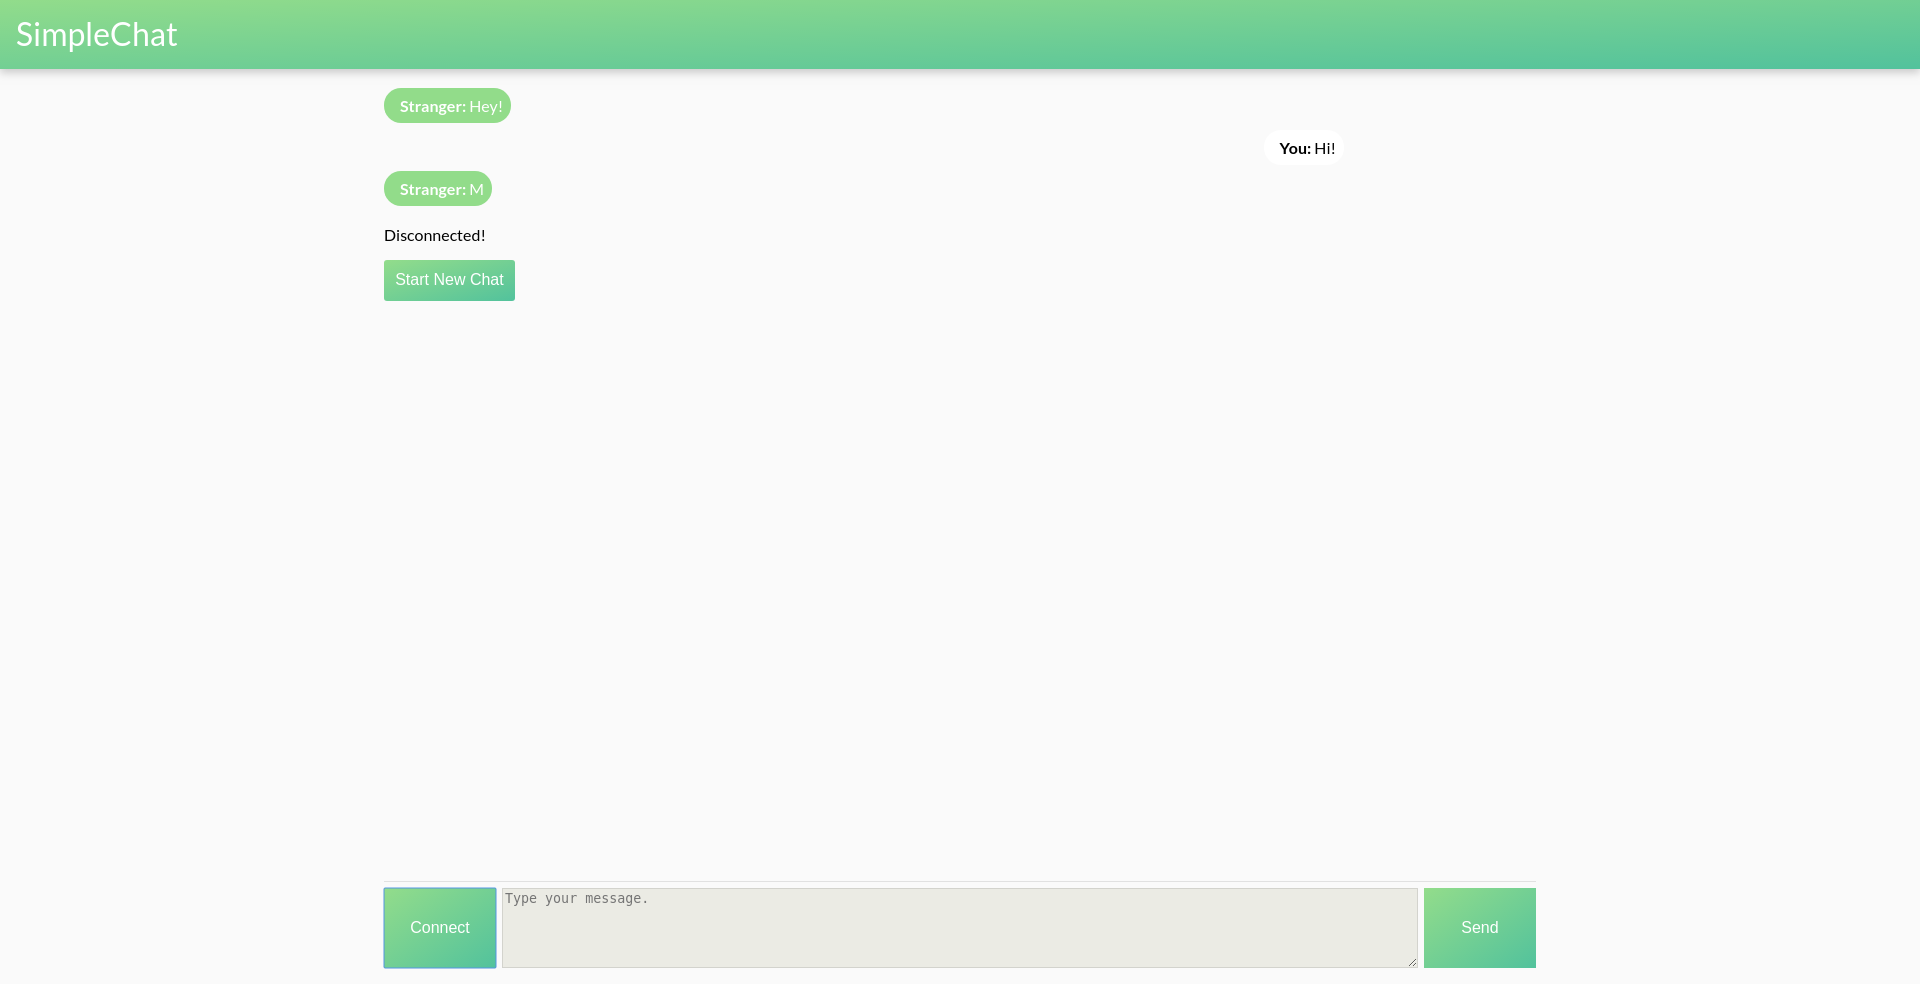 SimpleChat
Stranger: Hey!
You: Hi!
Stranger: M
Disconnected!
Start New Chat
Connect
Type your message.
Send